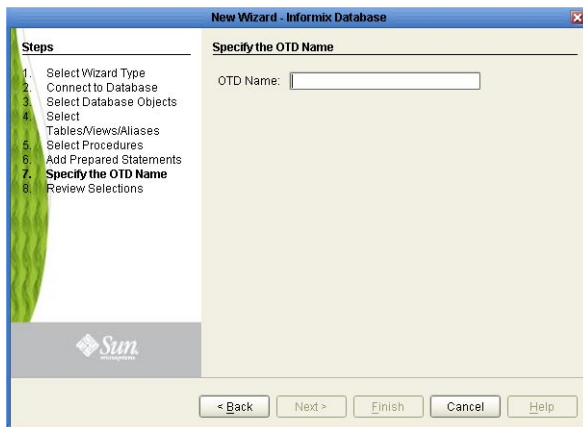 New Wizard - Informix Database
Steps
1. Select Wizard Type
2. Connect to Database
3. Select Database Objects
4. Select
Tables/Views/Aliases
5. Select Procedures
6. Add Prepared Statements
7. Specify the OTD Name
8. Review Selections
Specify the OTD Name
OTD Name:
Sun
microsystems
< Back
Next >
Finish
Cancel
Help